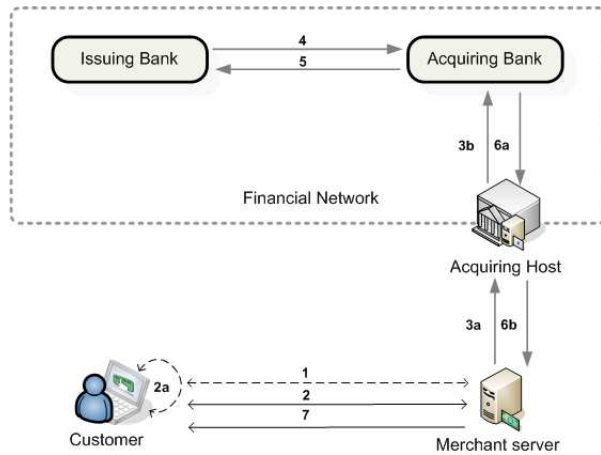 4
Issuing Bank
Acquiring Bank
5
3b
6a
Financial Network
Acquiring Host
3a
6b
1
2a
2
7
Customer
Merchant server